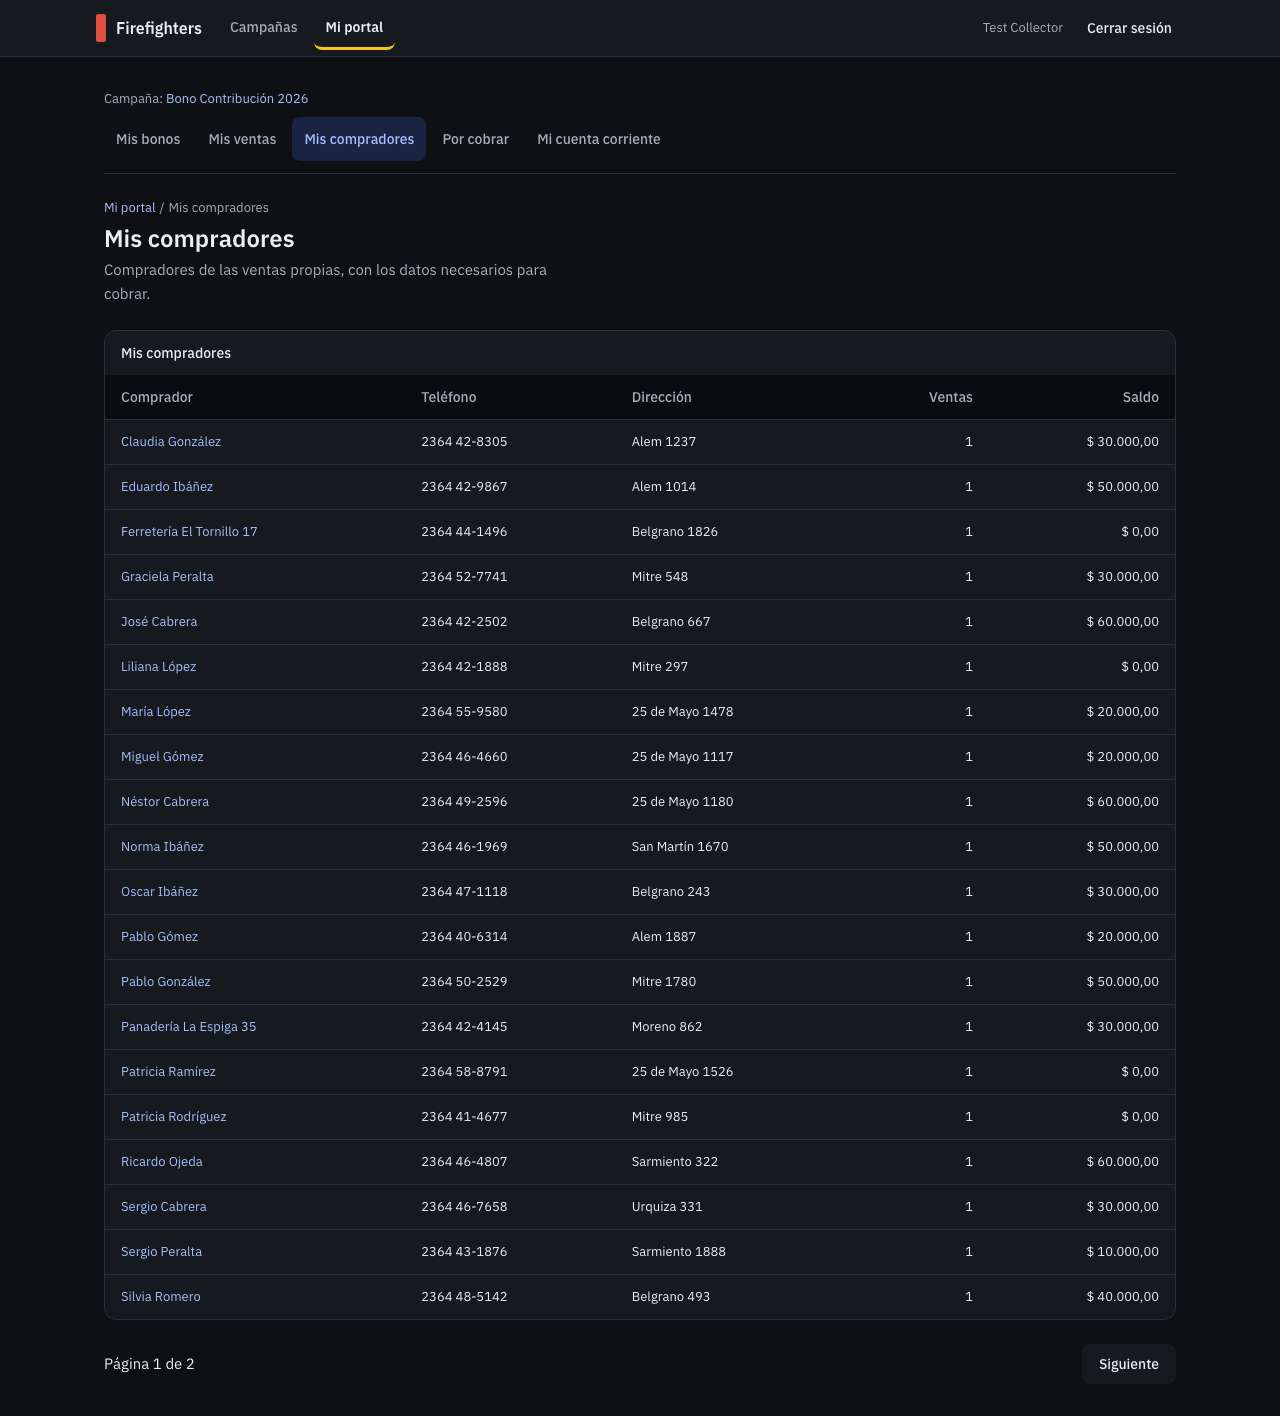 Firefighters Campañas Mi portal Test Collector Cerrar sesión
Campaña: Bono Contribución 2026
Mis bonos Mis ventas Mis compradores Por cobrar Mi cuenta corriente
Mi portal / Mis compradores
Mis compradores
Compradores de las ventas propias, con los datos necesarios para
cobrar.
Mis compradores
Comprador Teléfono Dirección Ventas Saldo
Claudia González 2364 42-8305 Alem 1237 1 $ 30.000,00
Eduardo Ibáñez 2364 42-9867 Alem 1014 1 $ 50.000,00
Ferretería El Tornillo 17 2364 44-1496 Belgrano 1826 1 $ 0,00
Graciela Peralta 2364 52-7741 Mitre 548 1 $ 30.000,00
José Cabrera 2364 42-2502 Belgrano 667 1 $ 60.000,00
Liliana López 2364 42-1888 Mitre 297 1 $ 0,00
María López 2364 55-9580 25 de Mayo 1478 1 $ 20.000,00
Miguel Gómez 2364 46-4660 25 de Mayo 1117 1 $ 20.000,00
Néstor Cabrera 2364 49-2596 25 de Mayo 1180 1 $ 60.000,00
Norma Ibáñez 2364 46-1969 San Martín 1670 1 $ 50.000,00
Oscar Ibáñez 2364 47-1118 Belgrano 243 1 $ 30.000,00
Pablo Gómez 2364 40-6314 Alem 1887 1 $ 20.000,00
Pablo González 2364 50-2529 Mitre 1780 1 $ 50.000,00
Panadería La Espiga 35 2364 42-4145 Moreno 862 1 $ 30.000,00
Patricia Ramírez 2364 58-8791 25 de Mayo 1526 1 $ 0,00
Patricia Rodríguez 2364 41-4677 Mitre 985 1 $ 0,00
Ricardo Ojeda 2364 46-4807 Sarmiento 322 1 $ 60.000,00
Sergio Cabrera 2364 46-7658 Urquiza 331 1 $ 30.000,00
Sergio Peralta 2364 43-1876 Sarmiento 1888 1 $ 10.000,00
Silvia Romero 2364 48-5142 Belgrano 493 1 $ 40.000,00
Página 1 de 2 Siguiente